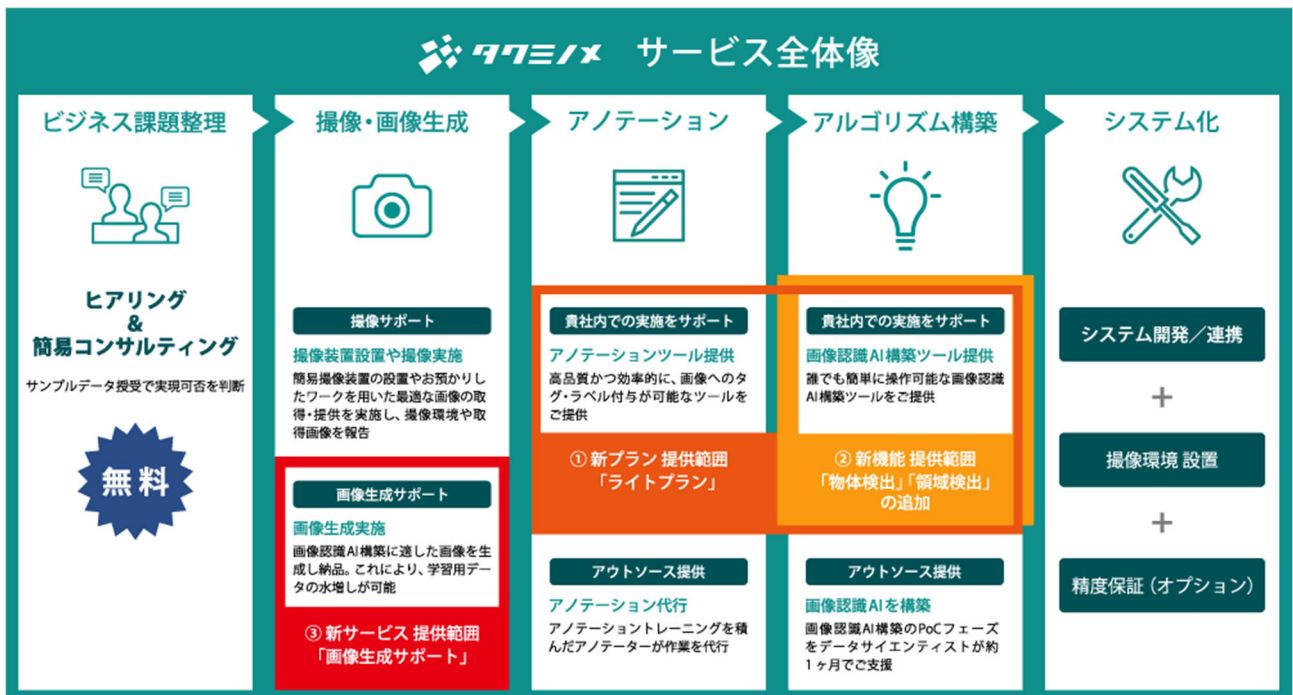 タクミノメ サービス全体像
ビジネス課題整理
ヒアリング
&
簡易コンサルティング
サンプルデータ授受で実現可否を判断
無料
撮像・画像生成
撮像サポート
撮像装置設置や撮像実施
簡易撮像装置の設置やお預かりし
たワークを用いた最適な画像の取
得・提供を実施し、撮像環境や取
得画像を報告
画像生成サポート
画像生成実施
画像認識AI構築に適した画像を生
成し納品。これにより、学習用デー
タの水増しが可能
③ 新サービス 提供範囲
「画像生成サポート」
アノテーション
貴社内での実施をサポート
アノテーションツール提供
高品質かつ効率的に、画像へのタ
グ・ラベル付与が可能なツールを
ご提供
① 新プラン 提供範囲
「ライトプラン」
アウトソース提供
アノテーション代行
アノテーショントレーニングを積
んだアノテーターが作業を代行
アルゴリズム構築
貴社内での実施をサポート
画像認識AI構築ツール提供
誰でも簡単に操作可能な画像認識
AI構築ツールをご提供
② 新機能 提供範囲
「物体検出」「領域検出」
の追加
アウトソース提供
画像認識AIを構築
画像認識AI構築のPoCフェーズ
をデータサイエンティストが約
1ヶ月でご支援
システム化
システム開発／連携
+
撮像環境 設置
+
精度保証（オプション）